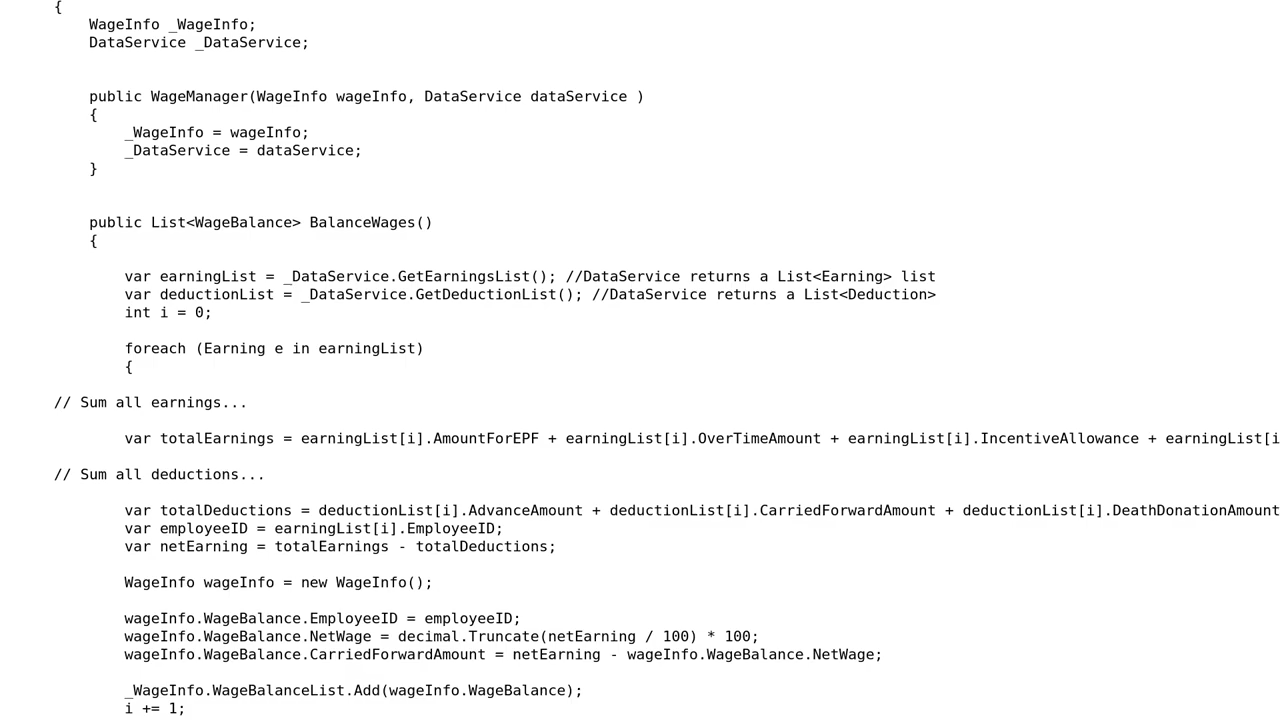 {
WageInfo _WageInfo;
DataService _DataService;
public WageManager(WageInfo wageInfo, DataService dataService )
{
_WageInfo = wageInfo;
_DataService = dataService;
}
public List<WageBalance> BalanceWages()
{
var earningList = _DataService.GetEarningsList(); //DataService returns a List<Earning> list
var deductionList = _DataService.GetDeductionList(); //DataService returns a List<Deduction>
int i = 0;
foreach (Earning e in earningList)
{
// Sum all earnings...
var totalEarnings = earningList[i].AmountForEPF + earningList[i].OverTimeAmount + earningList[i].IncentiveAllowance + earningList[i
// Sum all deductions...
var totalDeductions = deductionList[i].AdvanceAmount + deductionList[i].CarriedForwardAmount + deductionList[i].DeathDonationAmount
var employeeID = earningList[i].EmployeeID;
var netEarning = totalEarnings - totalDeductions;
WageInfo wageInfo = new WageInfo();
wageInfo.WageBalance.EmployeeID = employeeID;
wageInfo.WageBalance.NetWage = decimal.Truncate(netEarning / 100) * 100;
wageInfo.WageBalance.CarriedForwardAmount = netEarning - wageInfo.WageBalance.NetWage;
_WageInfo.WageBalanceList.Add(wageInfo.WageBalance);
i += 1;